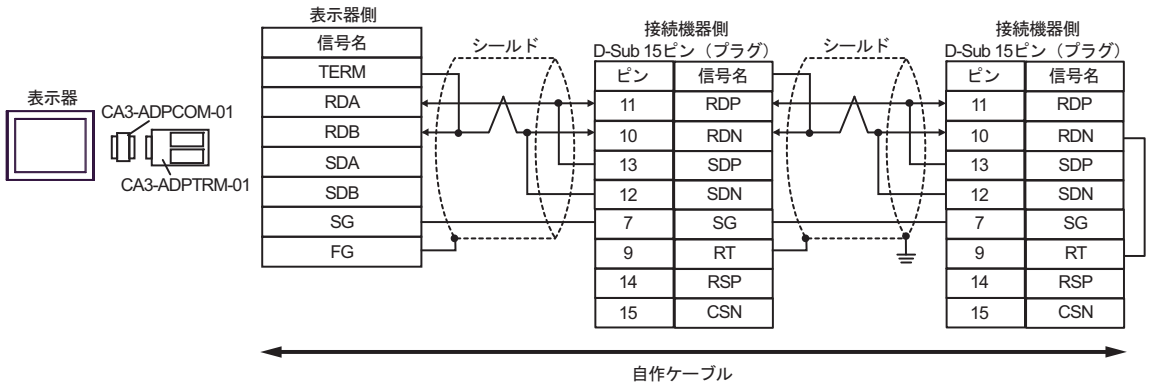 表示器
CA3-ADPCOM-01
CA3-ADPTRM-01
表示器側
信号名
TERM
RDA
RDB
SDA
SDB
SG
FG
シールド
接続機器側
D-Sub 15ピン（プラグ）
ピン 信号名
11 RDP
10 RDN
13 SDP
12 SDN
7 SG
9 RT
14 RSP
15 CSN
シールド
接続機器側
D-Sub 15ピン（プラグ）
ピン 信号名
11 RDP
10 RDN
13 SDP
12 SDN
7 SG
9 RT
14 RSP
15 CSN
自作ケーブル